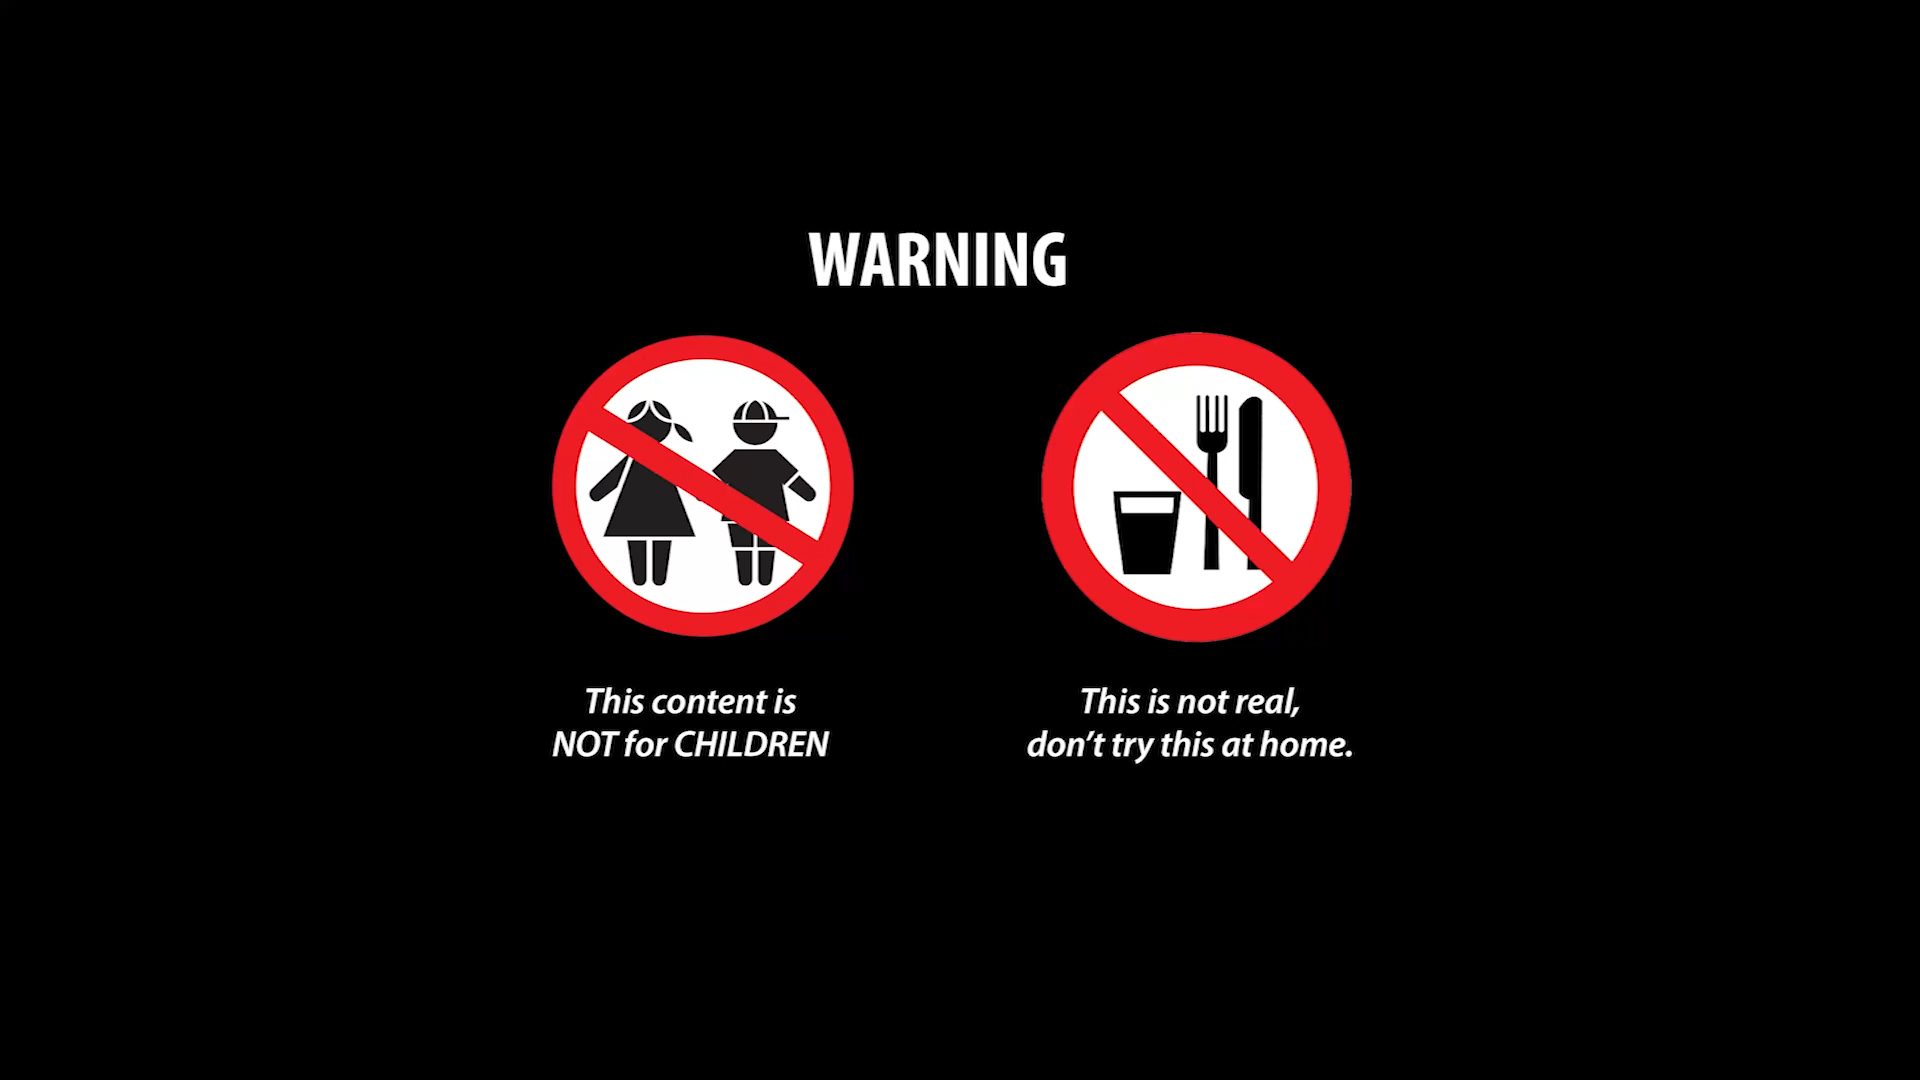 WARNING
This content is
NOT for CHILDREN
This is not real,
don't try this at home.